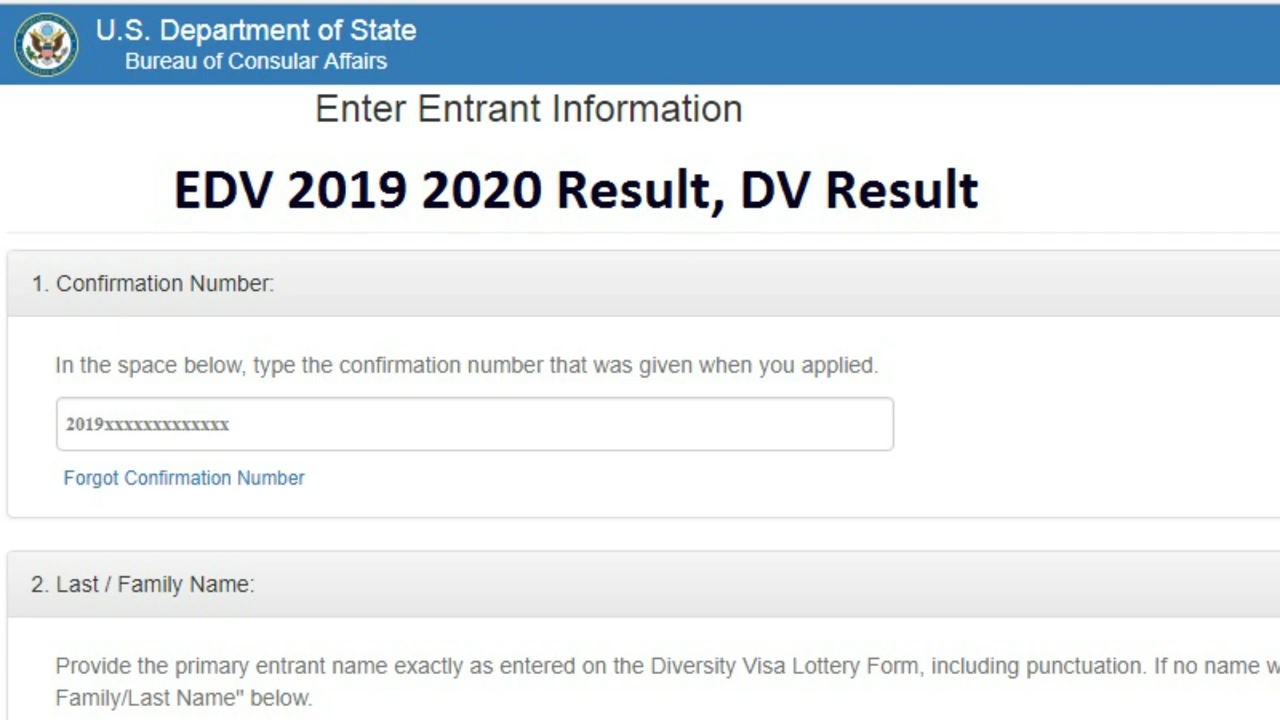 U.S. Department of State
Bureau of Consular Affairs
Enter Entrant Information
EDV 2019 2020 Result, DV Result
1. Confirmation Number:
In the space below, type the confirmation number that was given when you applied.
2019xxxxxxxxxxxxx
Forgot Confirmation Number
2. Last / Family Name:
Provide the primary entrant name exactly as entered on the Diversity Visa Lottery Form, including punctuation. If no name
Family/Last Name" below.